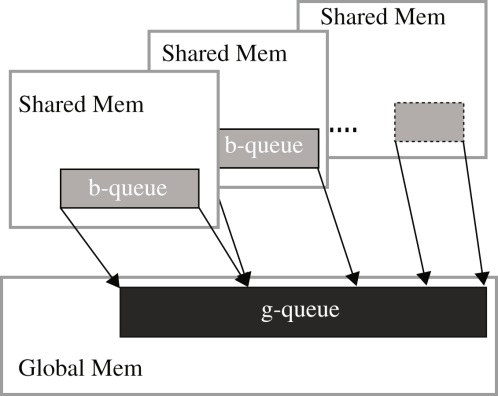 Shared Mem
Shared Mem
Shared Mem
b-queue
....
b-queue
g-queue
Global Mem